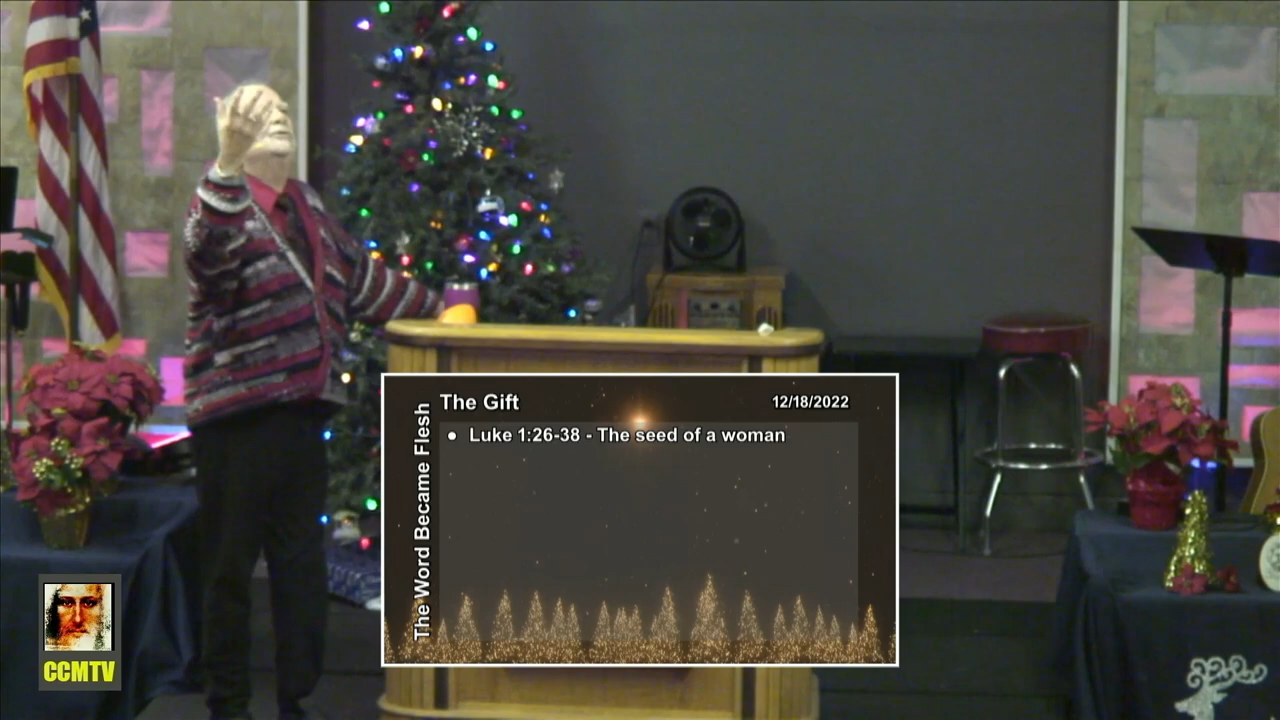 The Gift
12/18/2022
• Luke 1:26-38 - The seed of a woman
The Word Became Flesh
CCMTV